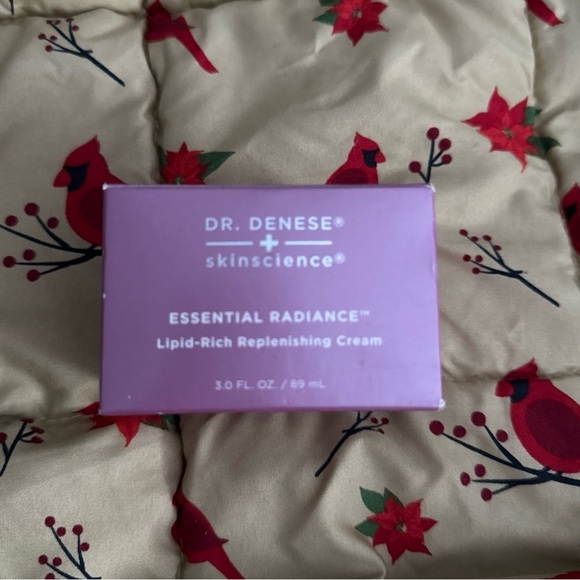 DR. DENESE®
skinscience®
ESSENTIAL RADIANCE™
Lipid-Rich Replenishing Cream
3.0 FL. OZ. / 89 mL